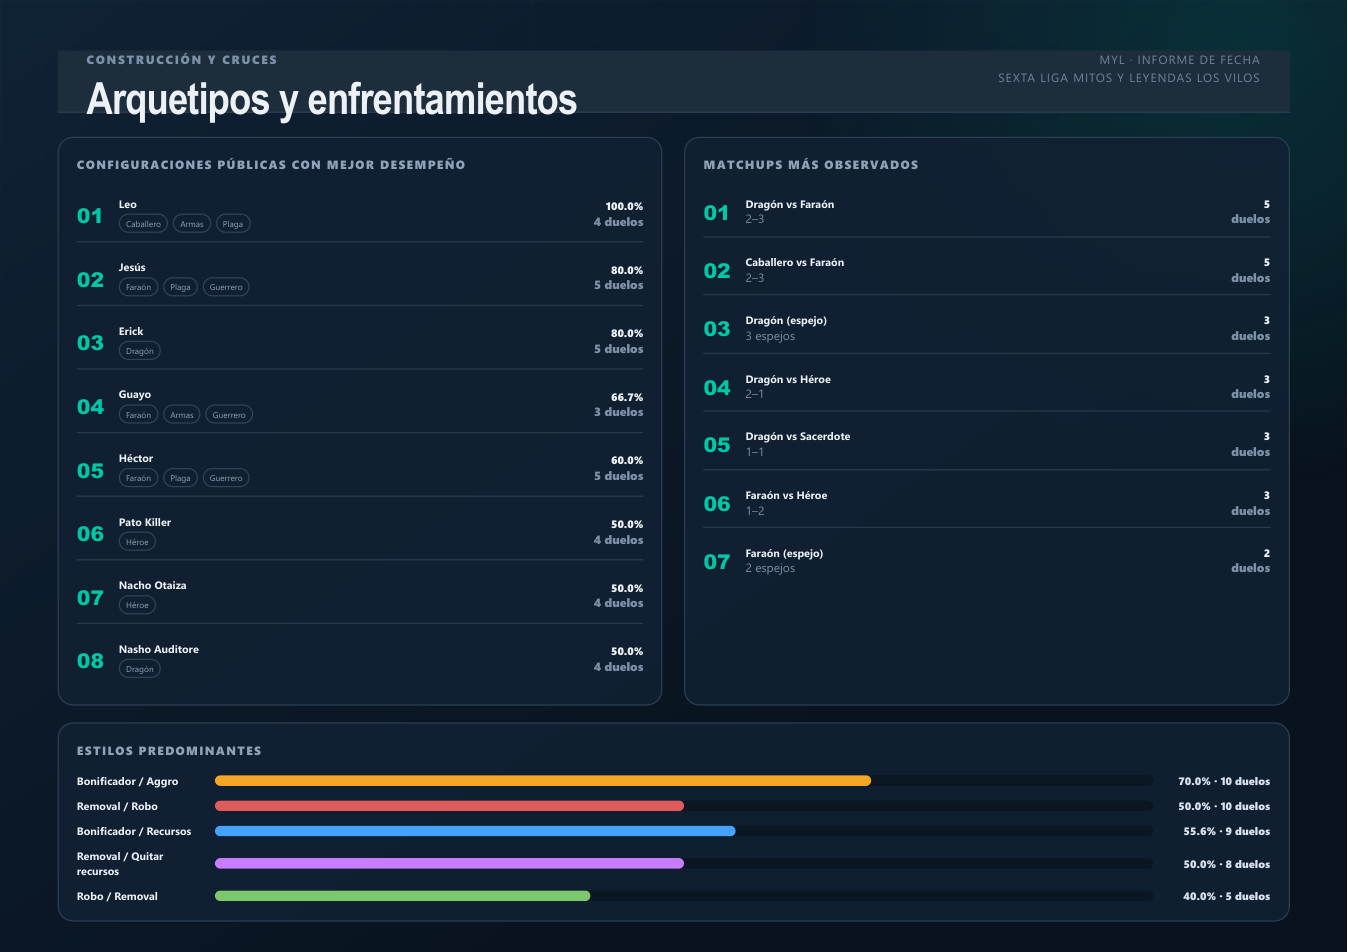 CONSTRUCCIÓN Y CRUCES
Arquetipos y enfrentamientos
MYL · INFORME DE FECHA
SEXTA LIGA MITOS Y LEYENDAS LOS VILOS
CONFIGURACIONES PÚBLICAS CON MEJOR DESEMPEÑO
01
Leo
Caballero Armas Plaga
100.0%
4 duelos
02
Jesús
Faraón Plaga Guerrero
80.0%
5 duelos
03
Erick
Dragón
80.0%
5 duelos
04
Guayo
Faraón Armas Guerrero
66.7%
3 duelos
05
Héctor
Faraón Plaga Guerrero
60.0%
5 duelos
06
Pato Killer
Héroe
50.0%
4 duelos
07
Nacho Otaiza
Héroe
50.0%
4 duelos
08
Nasho Auditore
Dragón
50.0%
4 duelos
MATCHUPS MÁS OBSERVADOS
01
Dragón vs Faraón
2–3
5
duelos
02
Caballero vs Faraón
2–3
5
duelos
03
Dragón (espejo)
3 espejos
3
duelos
04
Dragón vs Héroe
2–1
3
duelos
05
Dragón vs Sacerdote
1–1
3
duelos
06
Faraón vs Héroe
1–2
3
duelos
07
Faraón (espejo)
2 espejos
2
duelos
ESTILOS PREDOMINANTES
Bonificador / Aggro 70.0% · 10 duelos
Removal / Robo 50.0% · 10 duelos
Bonificador / Recursos 55.6% · 9 duelos
Removal / Quitar
recursos
50.0% · 8 duelos
Robo / Removal 40.0% · 5 duelos